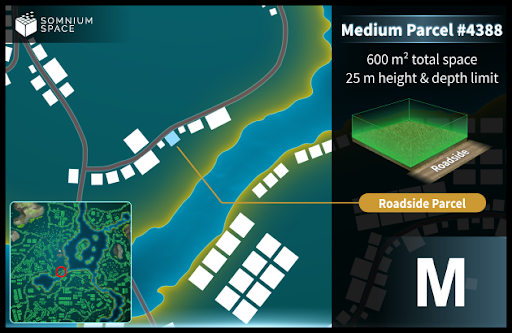 SOMNIUM
SPACE
Medium Parcel #4388
600 m² total space
25 m height & depth limit
Roadside
Roadside Parcel
M